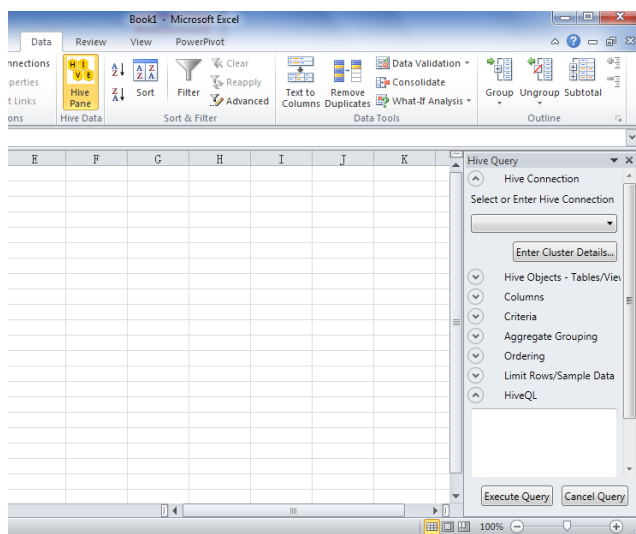 Book1 - Microsoft Excel
Data Review View PowerPivot
nnections
perties
t Links
ons
H I
V E
Hive
Pane
Hive Data
A
Z
Z
A
A Z
Z A
Sort
Filter
Clear
Reapply
Advanced
Sort & Filter
Text to
Columns
Remove
Duplicates
Data Validation
Consolidate
What-If Analysis
Data Tools
Group Ungroup Subtotal
Outline
E F G H I J K
Hive Query
Hive Connection
Select or Enter Hive Connection
Enter Cluster Details...
Hive Objects - Tables/View
Columns
Criteria
Aggregate Grouping
Ordering
Limit Rows/Sample Data
HiveQL
Execute Query Cancel Query
100%